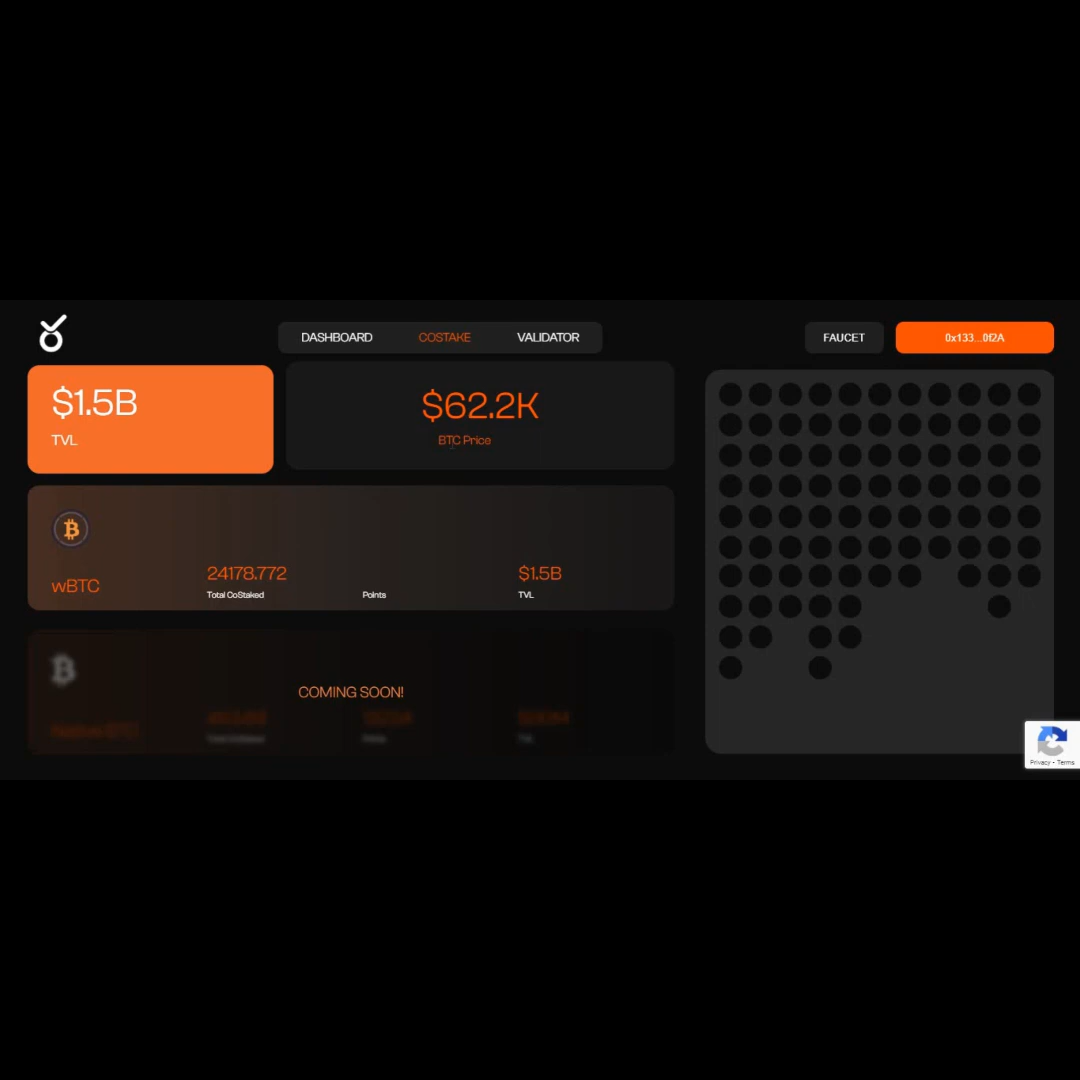 DASHBOARD COSTAKE VALIDATOR FAUCET 0x133...0f2A
$1.5B
TVL
$62.2K
BTC Price
wBTC
24178.772
Total CoStaked
Points
$1.5B
TVL
COMING SOON!
Privacy - Terms